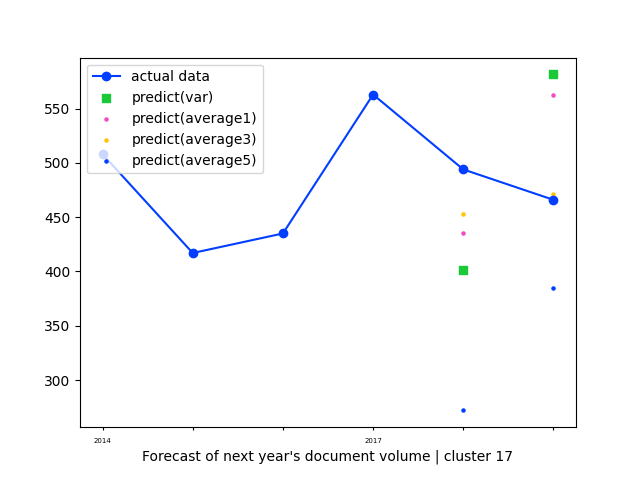 actual data
predict(var)
predict(average1)
predict(average3)
predict(average5)
550
500
450
400
350
300
2014
2017
Forecast of next year's document volume | cluster 17